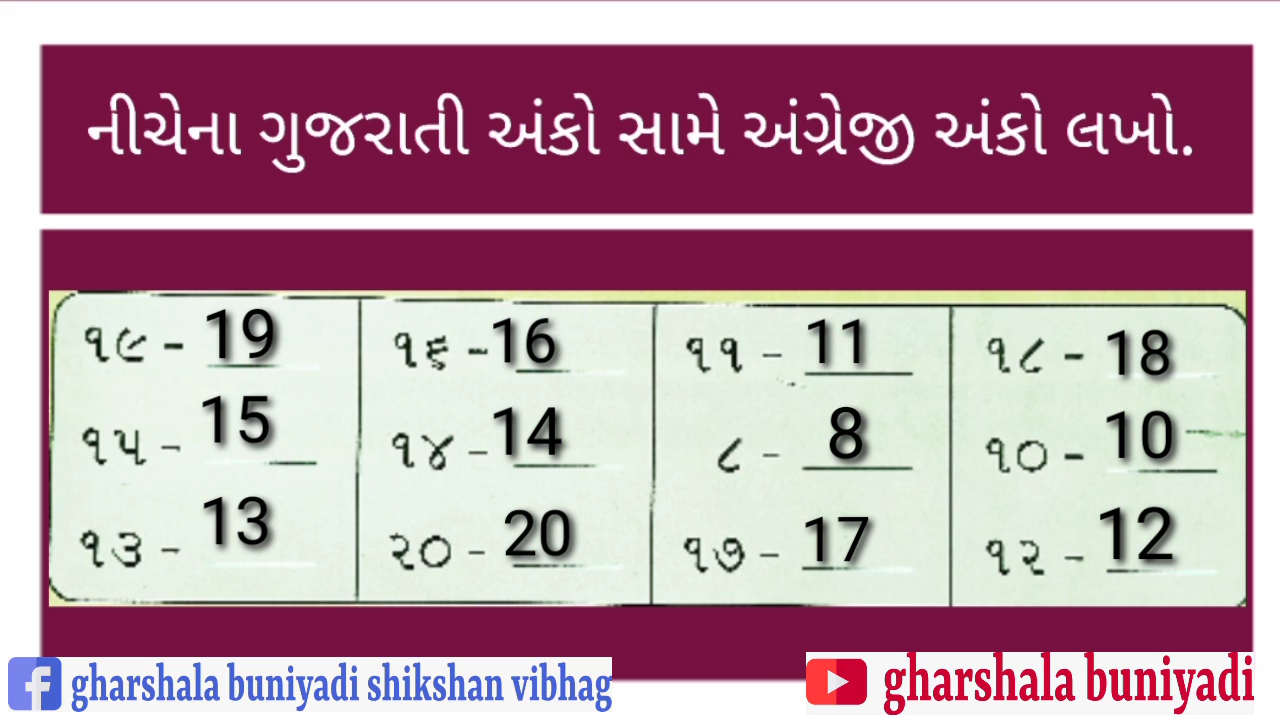 નીચેના ગુજરાતી અંકો સામે અંગ્રેજી અંકો લખો.
૧૯ - 19 ૧૬ - 16 ૧૧ - 11 ૧૮ - 18
૧૫ - 15 ૧૪ - 14 ૮ - 8 ૧૦ - 10
૧૩ - 13 ૨૦ - 20 ૧૭ - 17 ૧૨ - 12
gharshala buniyadi shikshan vibhag
gharshala buniyadi